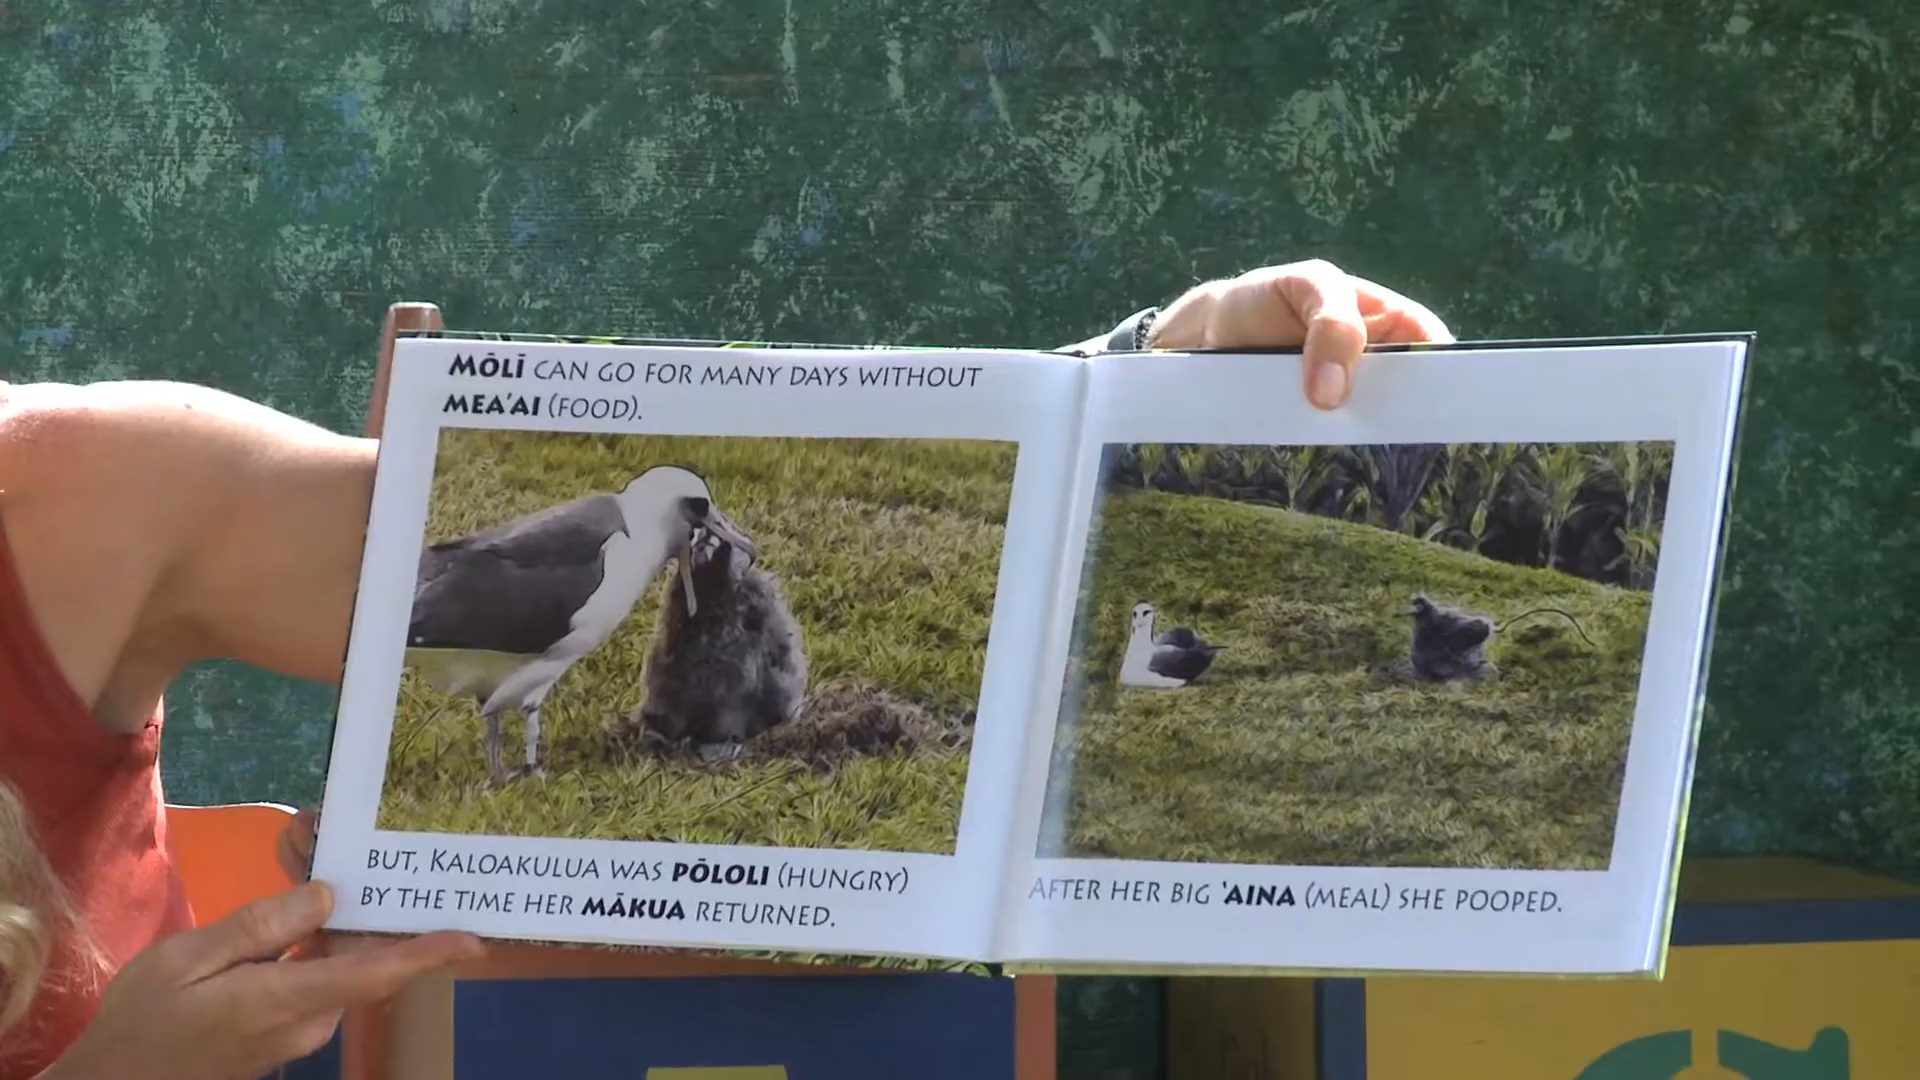 MŌLĪ CAN GO FOR MANY DAYS WITHOUT
MEA'AI (FOOD).
BUT, KALOAKULUA WAS PŌLOLI (HUNGRY)
BY THE TIME HER MĀKUA RETURNED.
AFTER HER BIG 'AINA (MEAL) SHE POOPED.